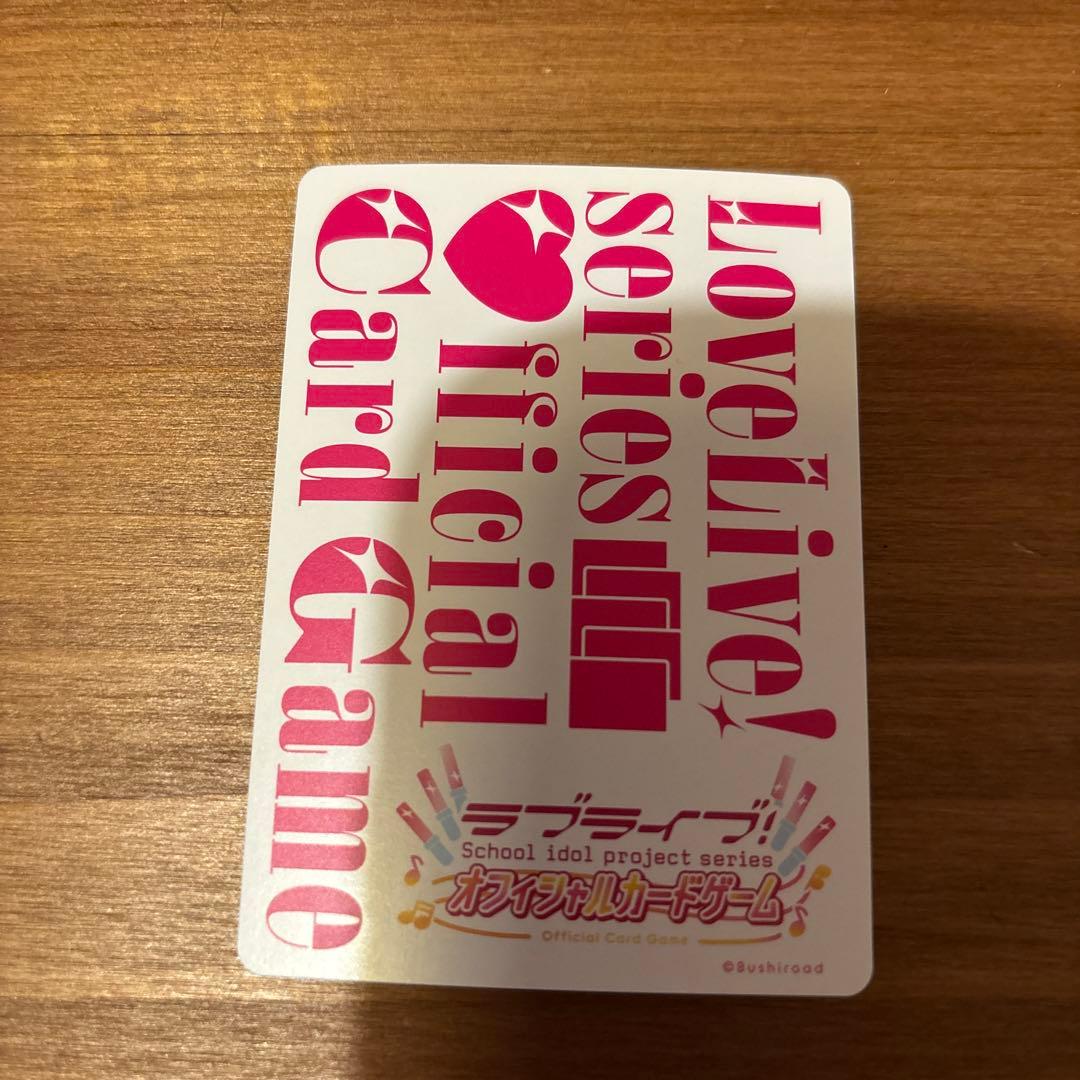 LoveLive!
series
Official
Card Game
ラブライブ!
School idol project series
オフィシャルカードゲーム
Official Card Game
©Bushiroad